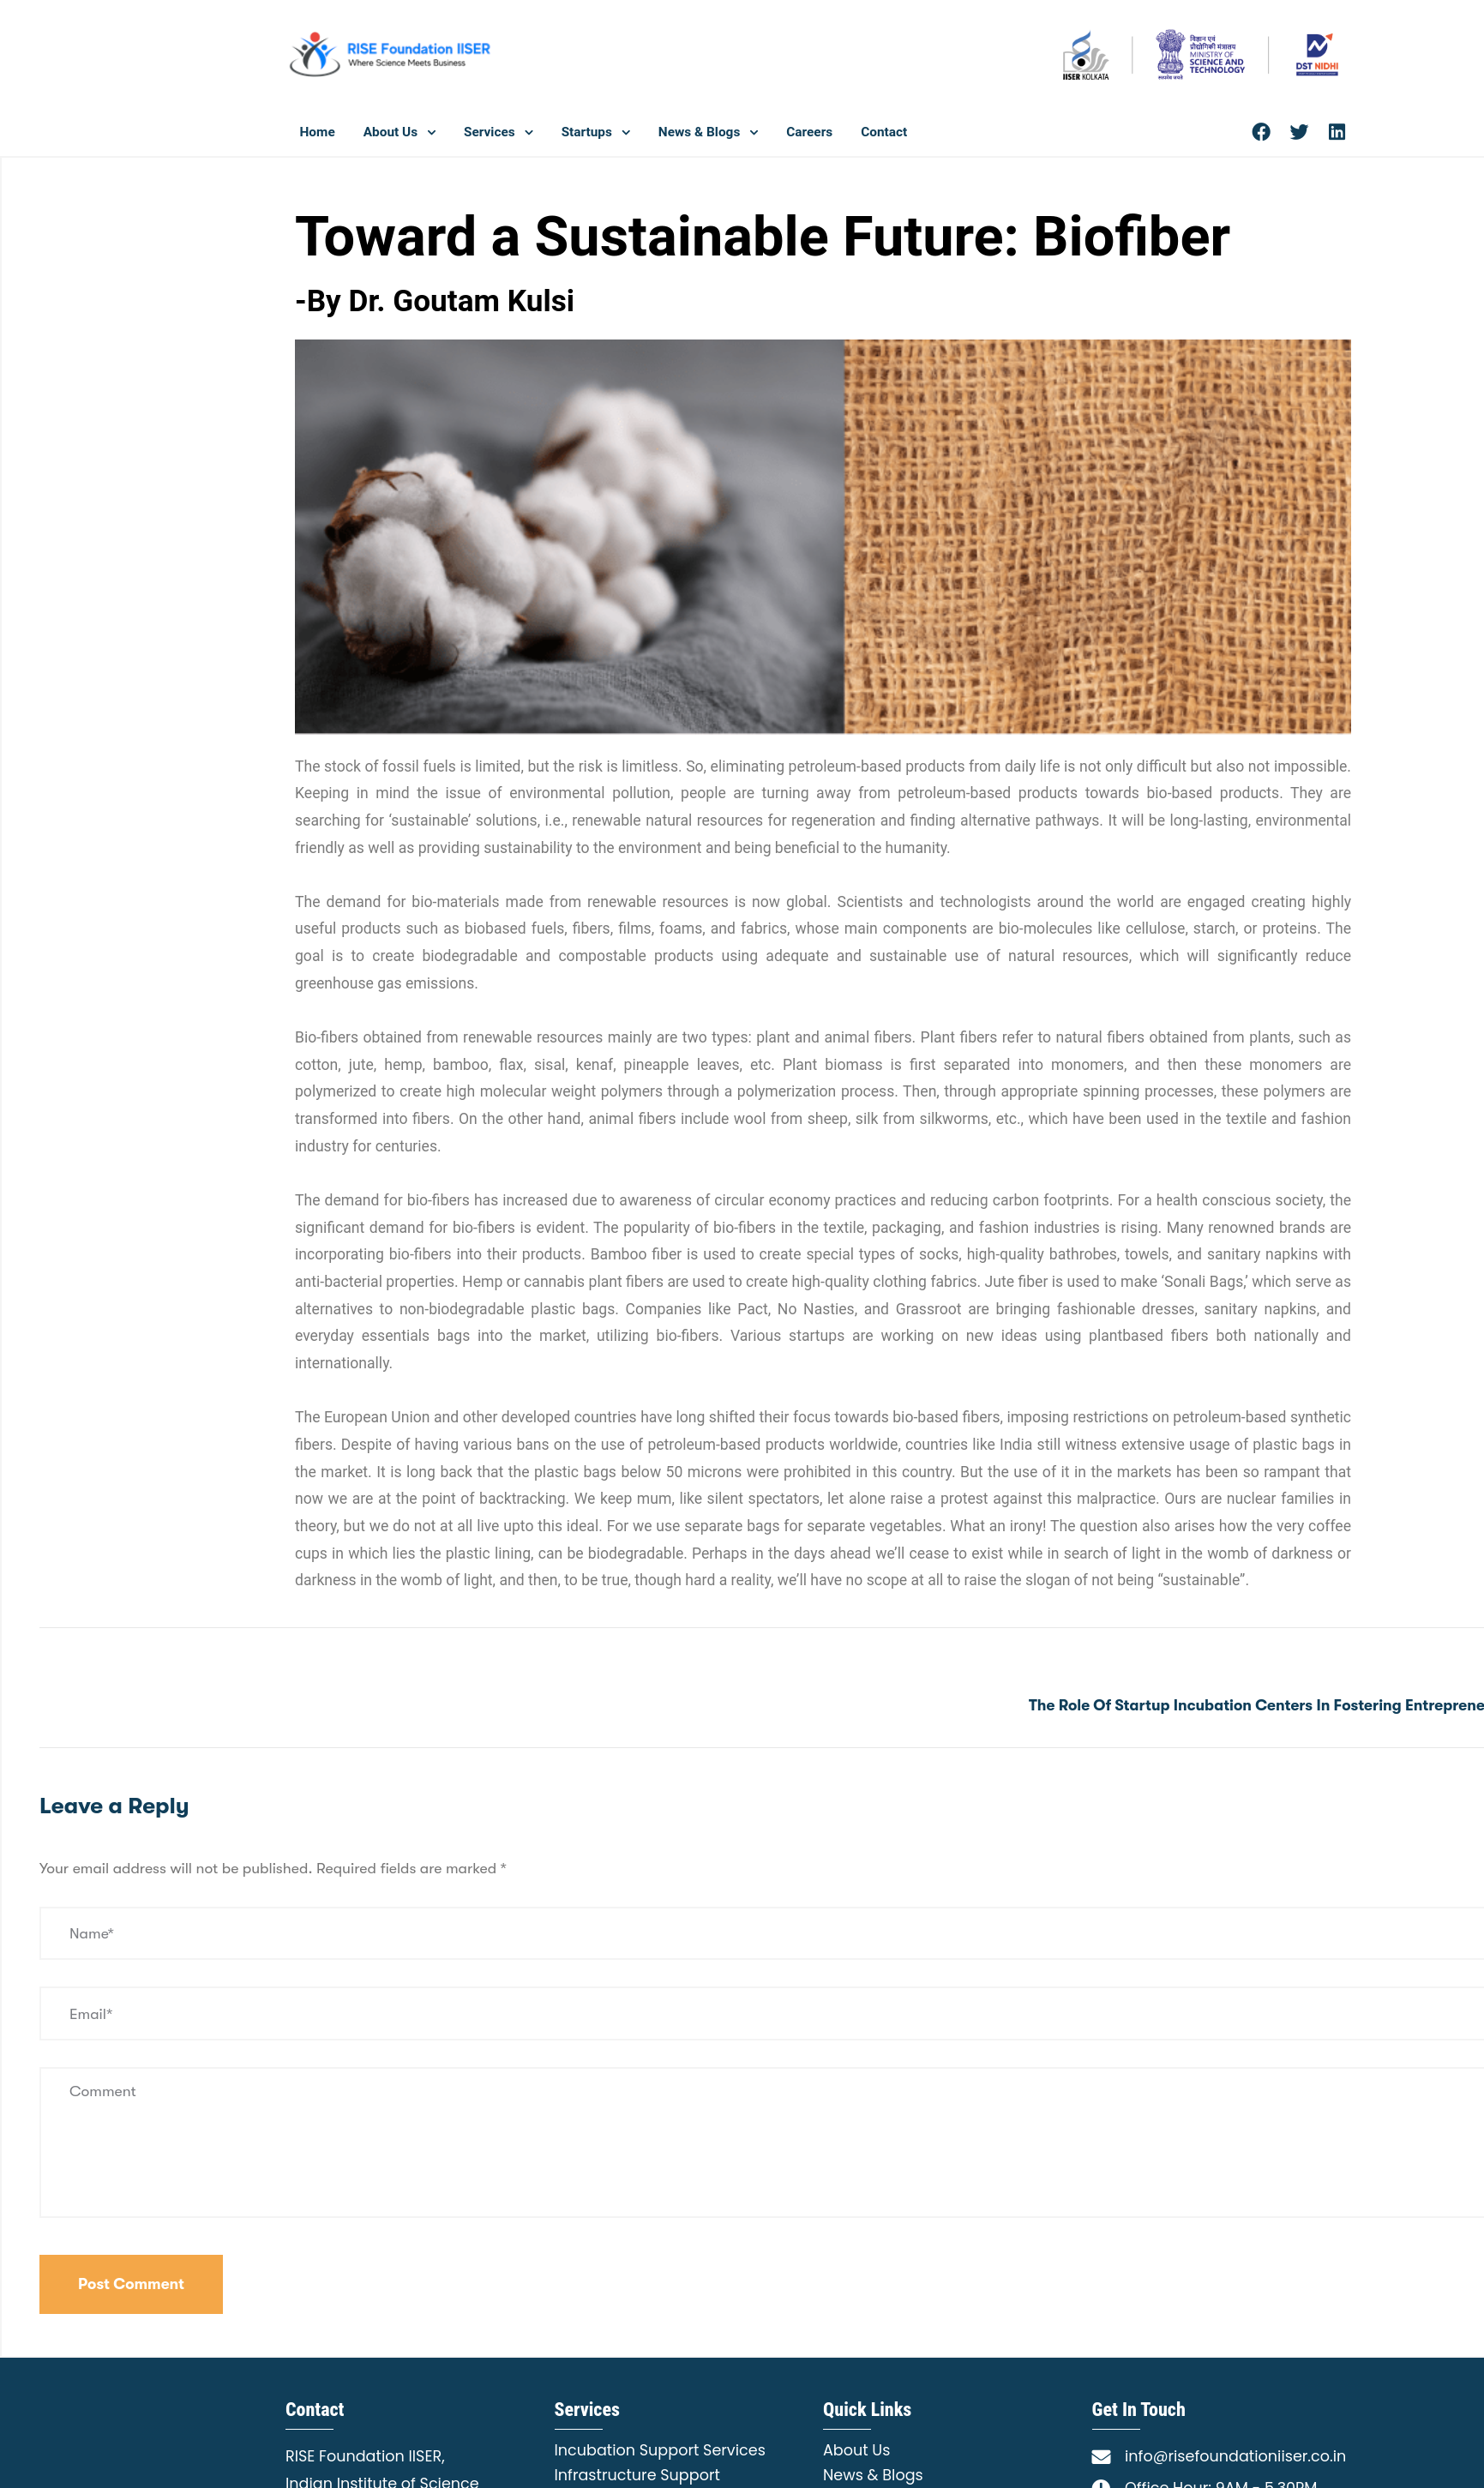 RISE Foundation IISER
Where Science Meets Business
IISER KOLKATA
विज्ञान एवं
प्रौद्योगिकी मंत्रालय
MINISTRY OF
SCIENCE AND
TECHNOLOGY
सत्यमेव जयते
DST NIDHI
Home About Us Services Startups News & Blogs Careers Contact
Toward a Sustainable Future: Biofiber
-By Dr. Goutam Kulsi
The stock of fossil fuels is limited, but the risk is limitless. So, eliminating petroleum-based products from daily life is not only difficult but also not impossible.
Keeping in mind the issue of environmental pollution, people are turning away from petroleum-based products towards bio-based products. They are
searching for ‘sustainable’ solutions, i.e., renewable natural resources for regeneration and finding alternative pathways. It will be long-lasting, environmental
friendly as well as providing sustainability to the environment and being beneficial to the humanity.
The demand for bio-materials made from renewable resources is now global. Scientists and technologists around the world are engaged creating highly
useful products such as biobased fuels, fibers, films, foams, and fabrics, whose main components are bio-molecules like cellulose, starch, or proteins. The
goal is to create biodegradable and compostable products using adequate and sustainable use of natural resources, which will significantly reduce
greenhouse gas emissions.
Bio-fibers obtained from renewable resources mainly are two types: plant and animal fibers. Plant fibers refer to natural fibers obtained from plants, such as
cotton, jute, hemp, bamboo, flax, sisal, kenaf, pineapple leaves, etc. Plant biomass is first separated into monomers, and then these monomers are
polymerized to create high molecular weight polymers through a polymerization process. Then, through appropriate spinning processes, these polymers are
transformed into fibers. On the other hand, animal fibers include wool from sheep, silk from silkworms, etc., which have been used in the textile and fashion
industry for centuries.
The demand for bio-fibers has increased due to awareness of circular economy practices and reducing carbon footprints. For a health conscious society, the
significant demand for bio-fibers is evident. The popularity of bio-fibers in the textile, packaging, and fashion industries is rising. Many renowned brands are
incorporating bio-fibers into their products. Bamboo fiber is used to create special types of socks, high-quality bathrobes, towels, and sanitary napkins with
anti-bacterial properties. Hemp or cannabis plant fibers are used to create high-quality clothing fabrics. Jute fiber is used to make ‘Sonali Bags,’ which serve as
alternatives to non-biodegradable plastic bags. Companies like Pact, No Nasties, and Grassroot are bringing fashionable dresses, sanitary napkins, and
everyday essentials bags into the market, utilizing bio-fibers. Various startups are working on new ideas using plantbased fibers both nationally and
internationally.
The European Union and other developed countries have long shifted their focus towards bio-based fibers, imposing restrictions on petroleum-based synthetic
fibers. Despite of having various bans on the use of petroleum-based products worldwide, countries like India still witness extensive usage of plastic bags in
the market. It is long back that the plastic bags below 50 microns were prohibited in this country. But the use of it in the markets has been so rampant that
now we are at the point of backtracking. We keep mum, like silent spectators, let alone raise a protest against this malpractice. Ours are nuclear families in
theory, but we do not at all live upto this ideal. For we use separate bags for separate vegetables. What an irony! The question also arises how the very coffee
cups in which lies the plastic lining, can be biodegradable. Perhaps in the days ahead we’ll cease to exist while in search of light in the womb of darkness or
darkness in the womb of light, and then, to be true, though hard a reality, we’ll have no scope at all to raise the slogan of not being “sustainable”.
The Role Of Startup Incubation Centers In Fostering Entreprene
Leave a Reply
Your email address will not be published. Required fields are marked *
Name*
Email*
Comment
Post Comment
Contact
RISE Foundation IISER,
Indian Institute of Science
Services
Incubation Support Services
Infrastructure Support
Quick Links
About Us
News & Blogs
Get In Touch
info@risefoundationiiser.co.in
Office Hour: 9AM - 5.30PM